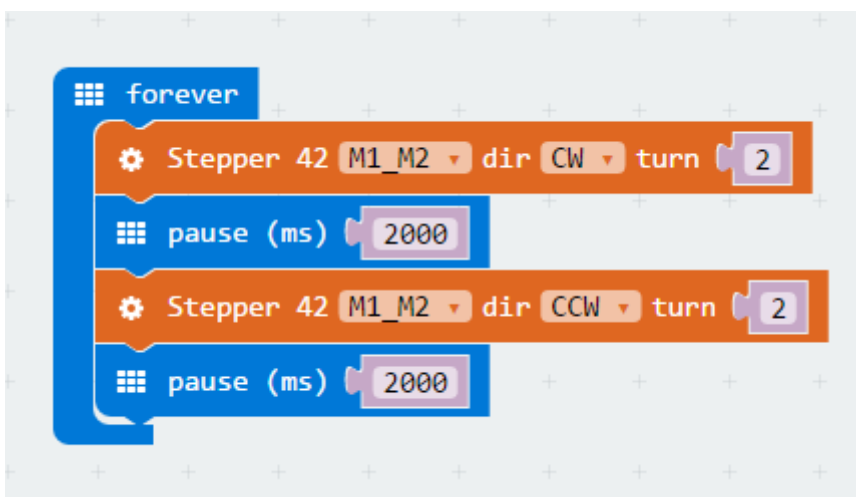 forever
Stepper 42 M1_M2 dir CW turn 2
pause (ms) 2000
Stepper 42 M1_M2 dir CCW turn 2
pause (ms) 2000